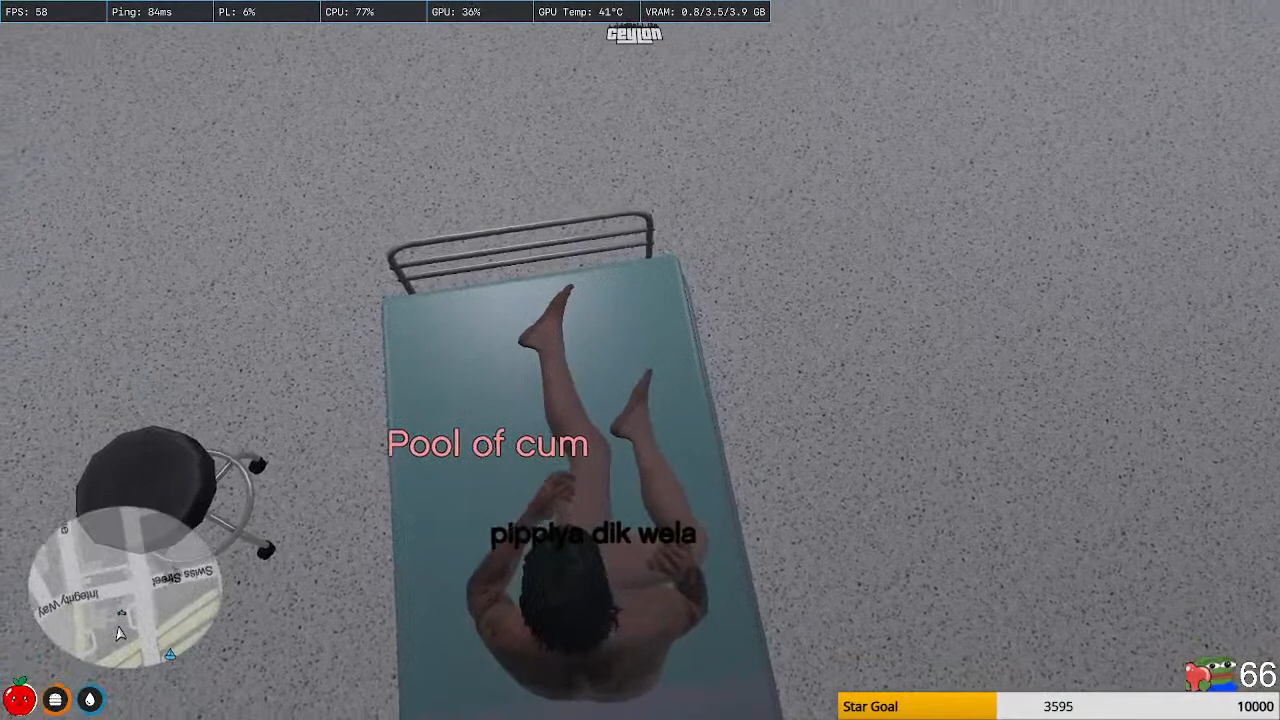 FPS: 58 Ping: 84ms PL: 6% CPU: 77% GPU: 36% GPU Temp: 41°C VRAM: 0.8/3.5/3.9 GB
CEYLON
Pool of cum
pippiya dik wela
Swiss Street
Integrity Way
66
Star Goal 3595 10000